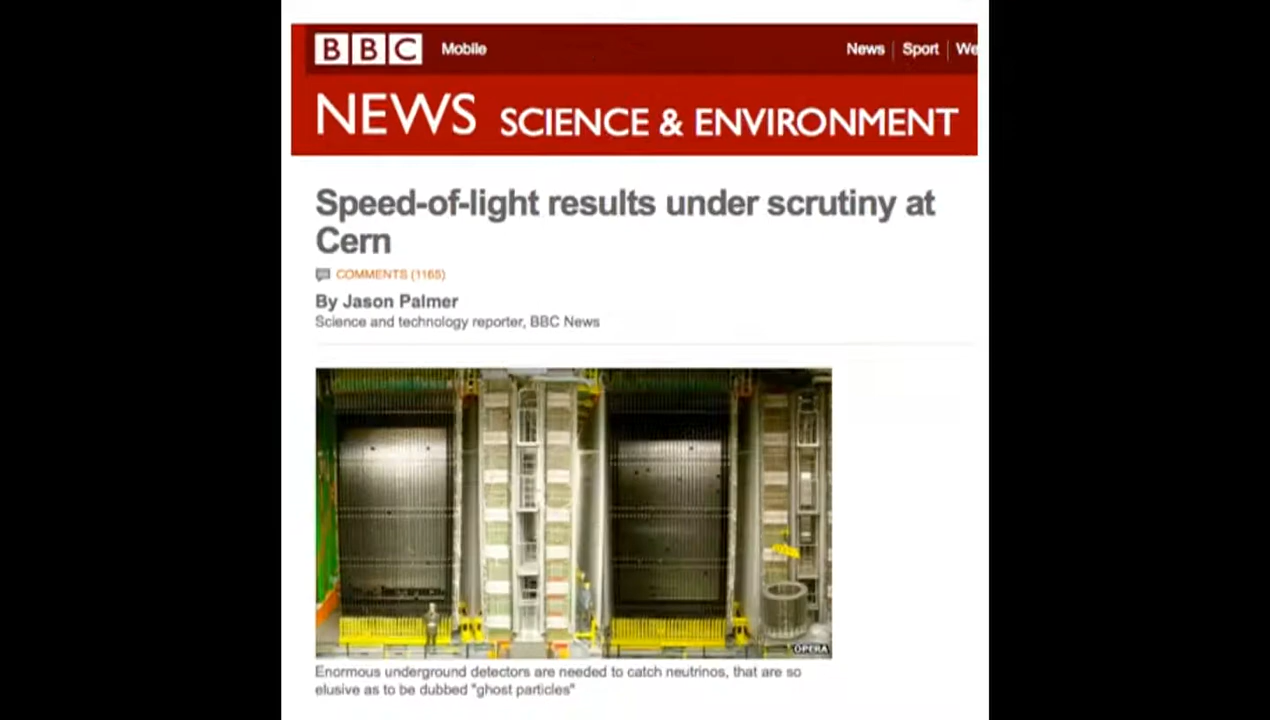 BBC Mobile News Sport We
NEWS SCIENCE & ENVIRONMENT
Speed-of-light results under scrutiny at
Cern
COMMENTS (1165)
By Jason Palmer
Science and technology reporter, BBC News
OPERA
Enormous underground detectors are needed to catch neutrinos, that are so
elusive as to be dubbed "ghost particles"